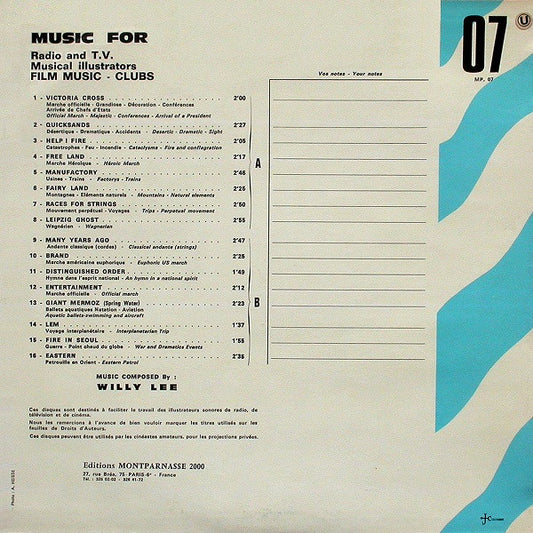 MUSIC FOR
Radio and T.V.
Musical illustrators
FILM MUSIC - CLUBS
07
U
MP. 07
Vos notes - Your notes
1 - VICTORIA CROSS 2'00
Marche officielle - Grandiose - Décoration - Conférences
Arrivée de Chefs d'Etats
Official March - Majestic - Conferences - Arrival of a President
2 - QUICKSANDS 2'27
Désertique - Dramatique - Accidents - Desertic - Dramatic - Sight
3 - HELP ! FIRE 2'05
Catastrophes - Feu - Incendie - Cataclysms - Fire and conflagration
4 - FREE LAND 2'17
Marche Héroïque - Héroïc March
5 - MANUFACTORY 2'46
Usines - Trains - Factorys - Trains
6 - FAIRY LAND 2'25
Montagnes - Eléments naturels - Mountains - Natural elements
7 - RACES FOR STRINGS 2'50
Mouvement perpétuel - Voyages - Trips - Perpetual movement
8 - LEIPZIG GHOST 2'55
Wagnérien - Wagnerian
A
9 - MANY YEARS AGO 2'47
Andante classique (cordes) - Classical andante (strings)
10 - BRAND 2'25
Marche américaine euphorique - Euphoric US march
11 - DISTINGUISHED ORDER 1'49
Hymne dans l'esprit national - An hymn in a national spirit
12 - ENTERTAINMENT 2'12
Marche officielle - Official march
13 - GIANT MERMOZ (Spring Water) 2'23
Ballets aquatiques Natation - Aviation
Aquatic ballets-swimming and aircraft
14 - LEM 1'37
Voyage interplanétaire - Interplanetarian Trip
15 - FIRE IN SEOUL 1'55
Guerre - Point chaud du globe - War and Dramatics Events
16 - EASTERN 2'35
Patrouille en Orient - Eastern Patrol
B
MUSIC COMPOSED By :
WILLY LEE
Ces disques sont destinés à faciliter le travail des illustrateurs sonores de radio, de
télévision et de cinéma.
Nous les remercions à l'avance de bien vouloir marquer les titres utilisés sur les
feuilles de Droits d'Auteurs.
Ces disques peuvent être utilisés par les cinéastes amateurs, pour les projections privées.
Editions MONTPARNASSE 2000
27, rue Bréa, 75 - PARIS-6e - France